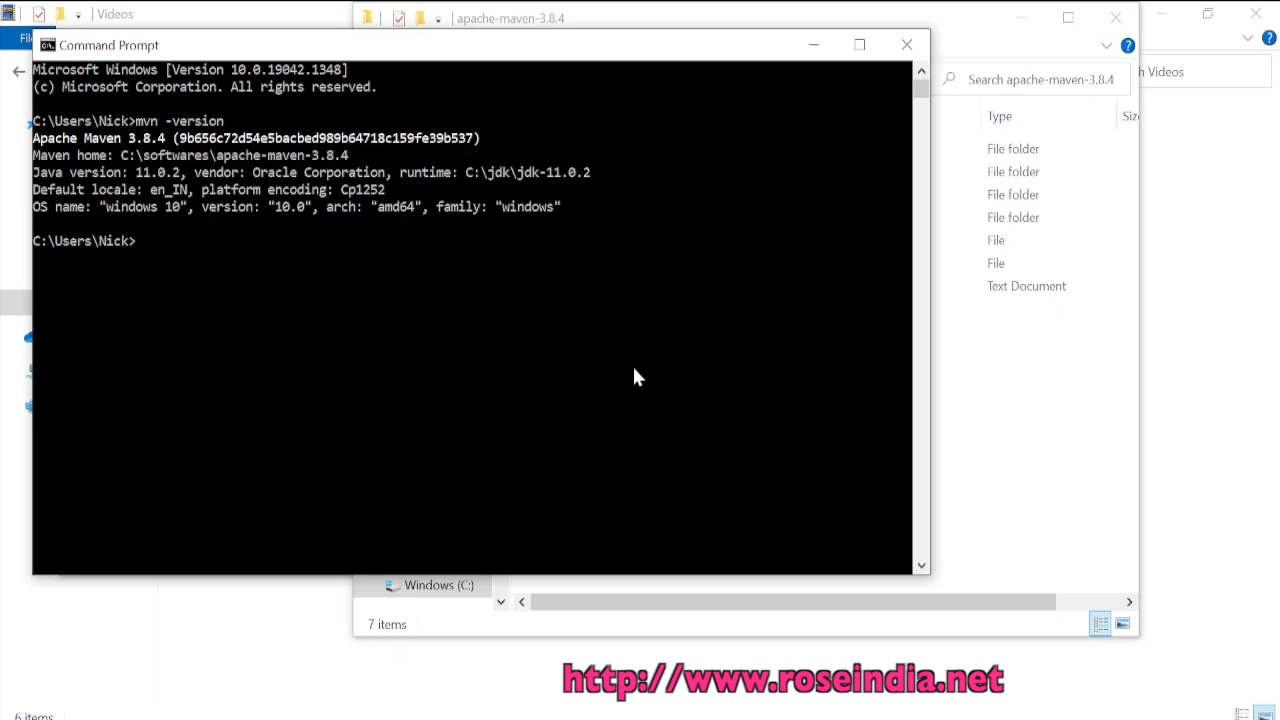 Videos
apache-maven-3.8.4
Command Prompt
Search apache-maven-3.8.4
Videos
Microsoft Windows [Version 10.0.19042.1348]
(c) Microsoft Corporation. All rights reserved.
C:\Users\Nick>mvn -version
Apache Maven 3.8.4 (9b656c72d54e5bacbed989b64718c159fe39b537)
Maven home: C:\softwares\apache-maven-3.8.4
Java version: 11.0.2, vendor: Oracle Corporation, runtime: C:\jdk\jdk-11.0.2
Default locale: en_IN, platform encoding: Cp1252
OS name: "windows 10", version: "10.0", arch: "amd64", family: "windows"
C:\Users\Nick>
Type
File folder
File folder
File folder
File folder
File
File
Text Document
Windows (C:)
7 items
http://www.roseindia.net
6 items